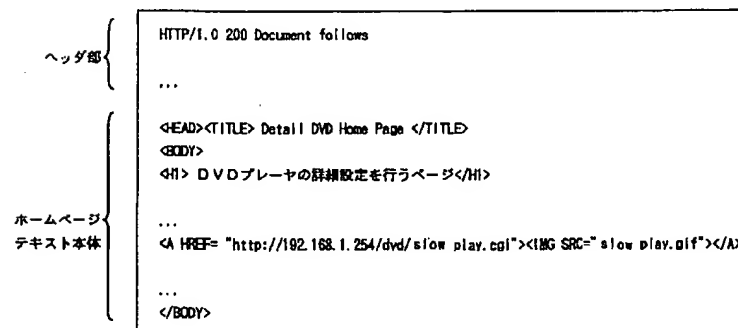 ヘッダ部
HTTP/1.0 200 Document follows
...
ホームページ
テキスト本体
<HEAD><TITLE> Detail DVD Home Page </TITLE>
<BODY>
<H1> DVDプレーヤの詳細設定を行うページ</H1>
...
<A HREF= "http://192.168.1.254/dvd/slow play.cgi"><IMG SRC="slow play.gif"></A>
...
</BODY>